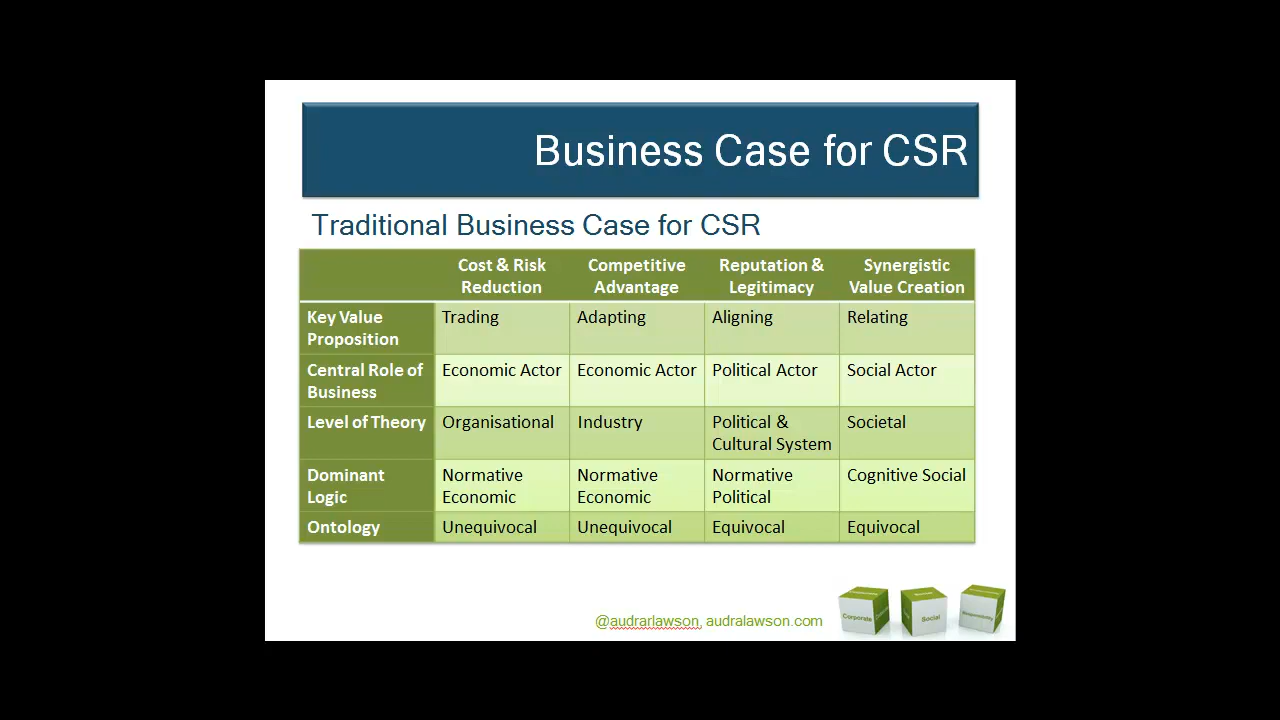 Business Case for CSR
Traditional Business Case for CSR
Cost & Risk Reduction	Competitive Advantage	Reputation & Legitimacy	Synergistic Value Creation
Key Value Proposition	Trading	Adapting	Aligning	Relating
Central Role of Business	Economic Actor	Economic Actor	Political Actor	Social Actor
Level of Theory	Organisational	Industry	Political & Cultural System	Societal
Dominant Logic	Normative Economic	Normative Economic	Normative Political	Cognitive Social
Ontology	Unequivocal	Unequivocal	Equivocal	Equivocal
@audrarlawson, audralawson.com
Corporate
Social
Responsibility